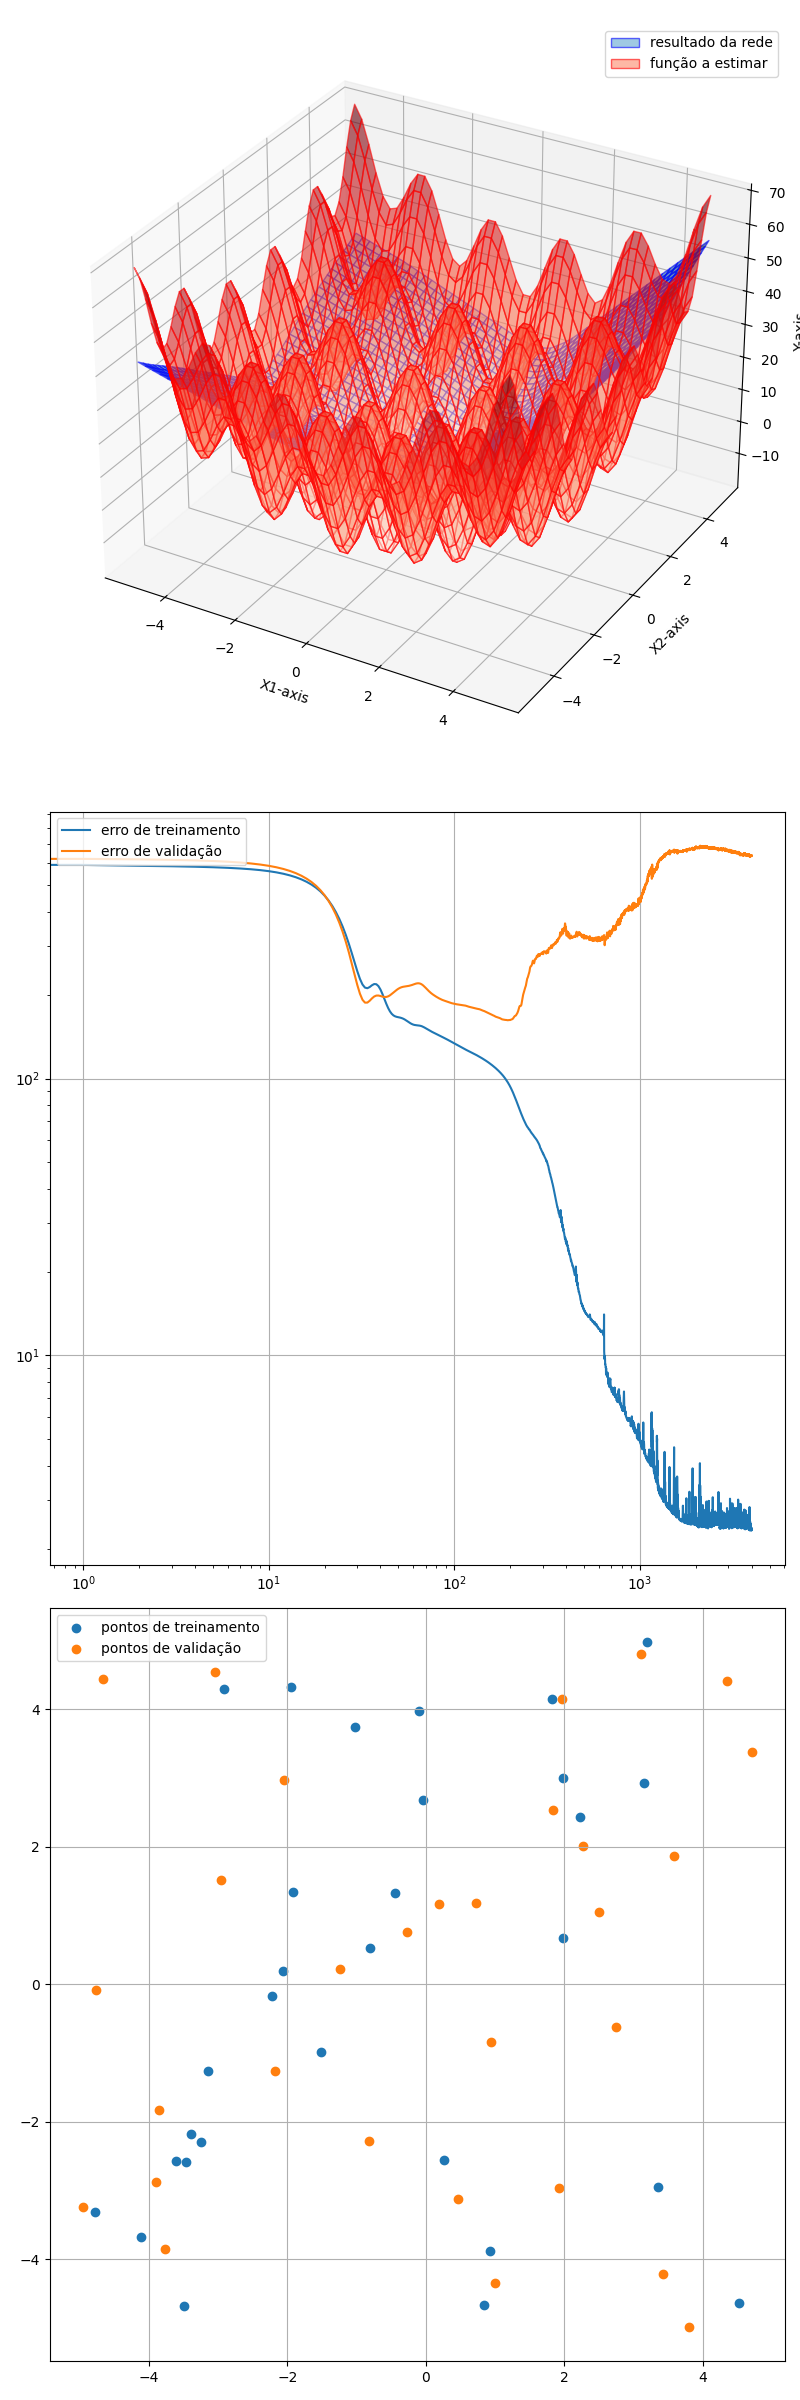 resultado da rede
função a estimar
70
60
50
40
30
20
10
0
−10
Y-axis
4
2
0
−2
−4
X2-axis
−4
−2
0
2
4
X1-axis
erro de treinamento
erro de validação
10²
10¹
10⁰ 10¹ 10² 10³
pontos de treinamento
pontos de validação
4
2
0
−2
−4
−4 −2 0 2 4